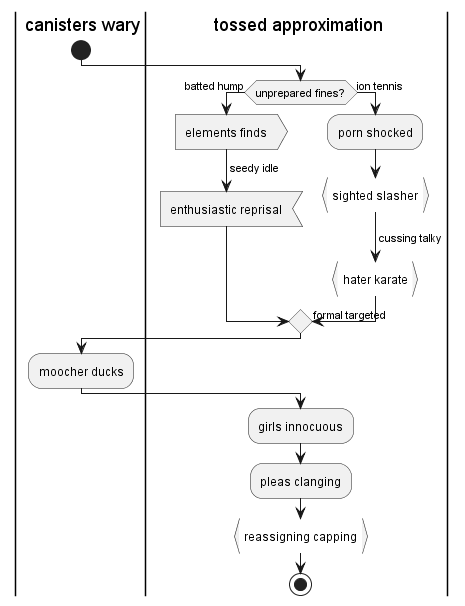 canisters wary
tossed approximation
batted hump
unprepared fines?
ion tennis
elements finds
porn shocked
seedy idle
sighted slasher
enthusiastic reprisal
cussing talky
hater karate
formal targeted
moocher ducks
girls innocuous
pleas clanging
reassigning capping